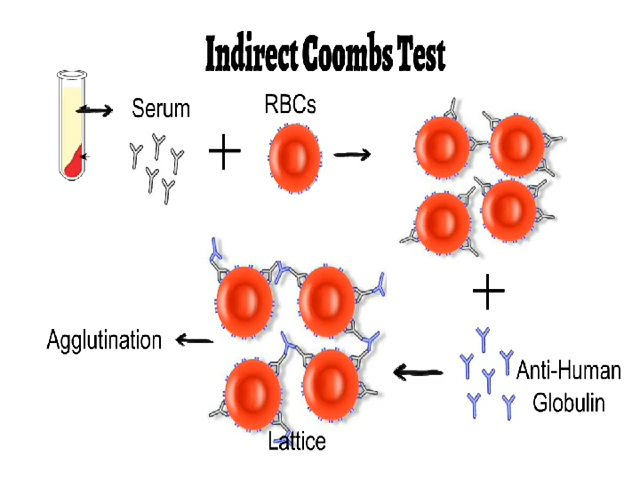 Indirect Coombs Test
Serum
RBCs
Agglutination
Anti-Human
Globulin
Lattice